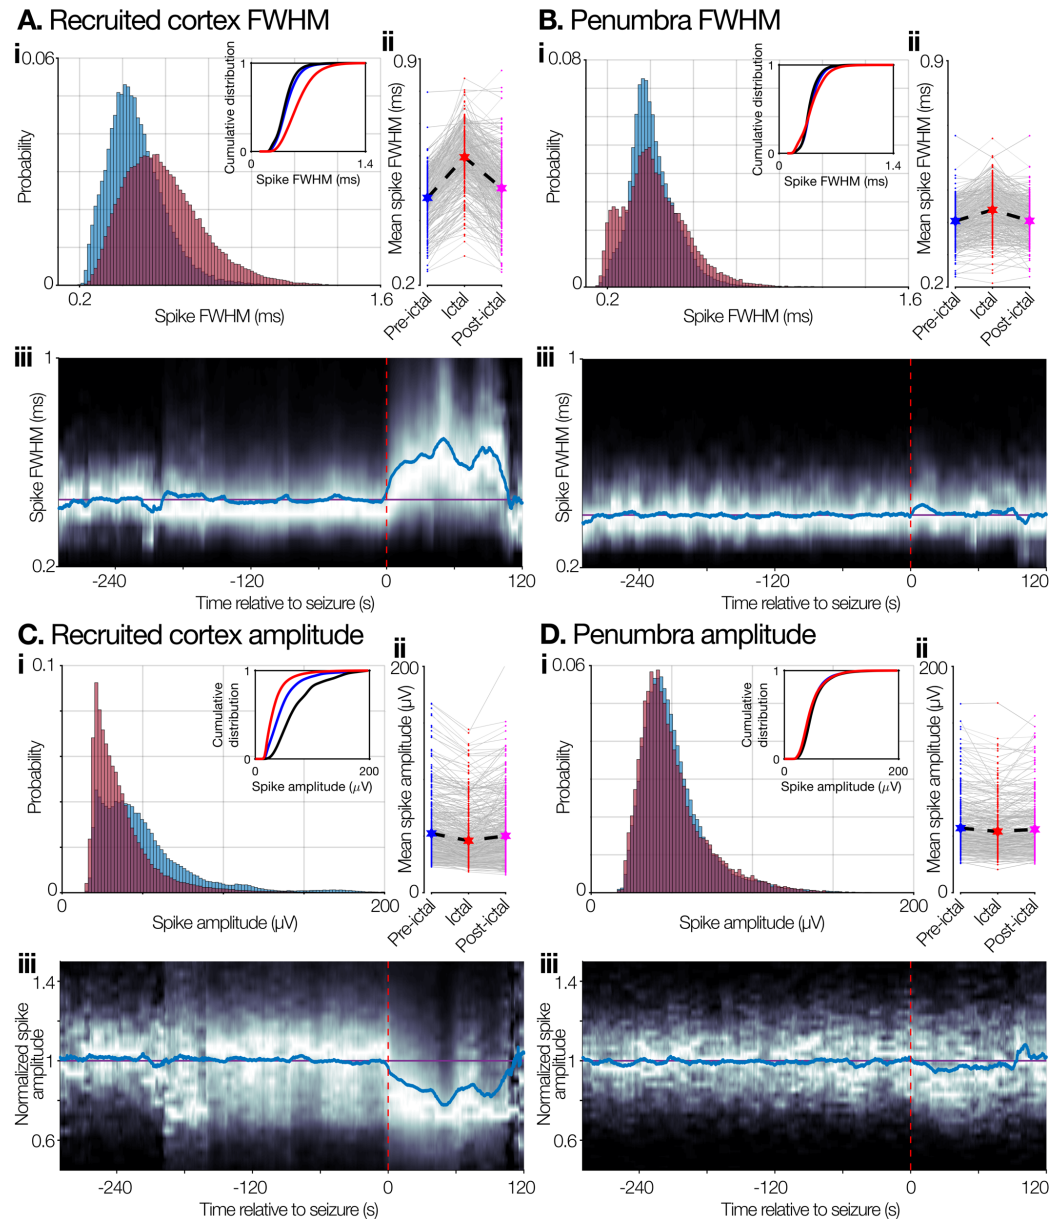 A. Recruited cortex FWHM
i
0.06
Probability
0
0.2
1.6
Spike FWHM (ms)
Cumulative distribution
1
0
0
1.4
Spike FWHM (ms)
ii
0.9
Mean spike FWHM (ms)
0.2
Pre-ictal
Ictal
Post-ictal
iii
1
Spike FWHM (ms)
0.2
-240
-120
0
120
Time relative to seizure (s)
B. Penumbra FWHM
i
0.08
Probability
0
0.2
1.6
Spike FWHM (ms)
Cumulative distribution
1
0
0
1.4
Spike FWHM (ms)
ii
0.9
Mean spike FWHM (ms)
0.2
Pre-ictal
Ictal
Post-ictal
iii
1
Spike FWHM (ms)
0.2
-240
-120
0
120
Time relative to seizure (s)
C. Recruited cortex amplitude
i
0.1
Probability
0
0
200
Spike amplitude (µV)
Cumulative
distribution
1
0
0
200
Spike amplitude (µV)
ii
200
Mean spike amplitude (µV)
0
Pre-ictal
Ictal
Post-ictal
iii
1.4
1
0.6
Normalized spike
amplitude
-240
-120
0
120
Time relative to seizure (s)
D. Penumbra amplitude
i
0.06
Probability
0
0
200
Spike amplitude (µV)
Cumulative
distribution
1
0
0
200
Spike amplitude (µV)
ii
200
Mean spike amplitude (µV)
0
Pre-ictal
Ictal
Post-ictal
iii
1.4
1
0.6
Normalized spike
amplitude
-240
-120
0
120
Time relative to seizure (s)